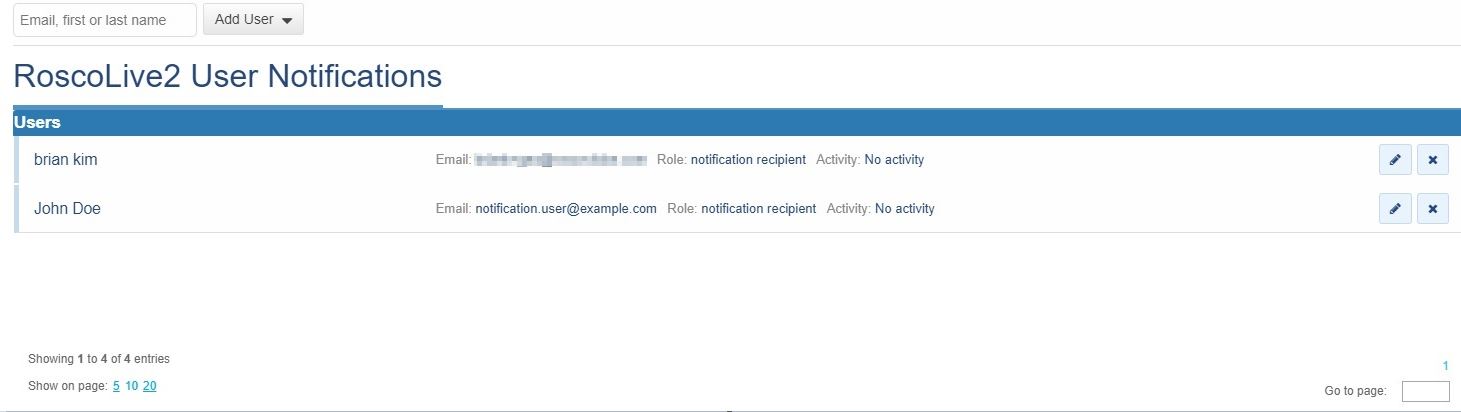 Email, first or last name Add User
RoscoLive2 User Notifications
Users
brian kim Email: Role: notification recipient Activity: No activity
John Doe Email: notification.user@example.com Role: notification recipient Activity: No activity
Showing 1 to 4 of 4 entries
1
Show on page: 5 10 20
Go to page: